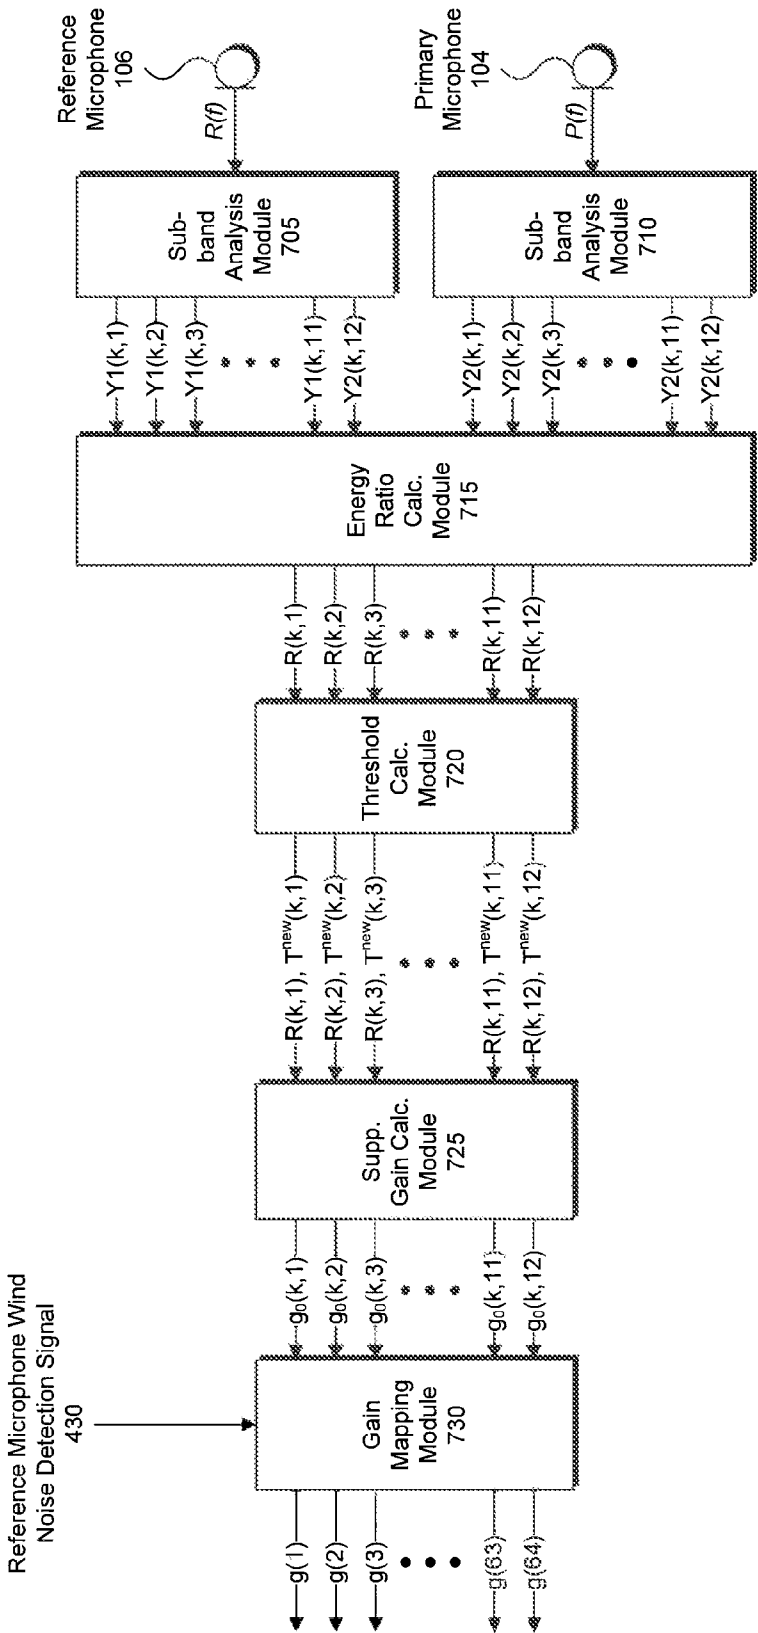 Reference
Microphone
106
R(f)
Primary
Microphone
104
P(f)
Sub-
band
Analysis
Module
705
Sub-
band
Analysis
Module
710
Y1(k,1)
Y1(k,2)
Y1(k,3)
Y1(k,11)
Y2(k,12)
Y2(k,1)
Y2(k,2)
Y2(k,3)
Y2(k,11)
Y2(k,12)
Energy
Ratio
Calc.
Module
715
R(k,1)
R(k,2)
R(k,3)
R(k,11)
R(k,12)
Threshold
Calc.
Module
720
R(k,1), T^new(k,1)
R(k,2), T^new(k,2)
R(k,3), T^new(k,3)
R(k,11), T^new(k,11)
R(k,12), T^new(k,12)
Supp.
Gain Calc.
Module
725
g₀(k,1)
g₀(k,2)
g₀(k,3)
g₀(k,11)
g₀(k,12)
Reference Microphone Wind
Noise Detection Signal
430
Gain
Mapping
Module
730
g(1)
g(2)
g(3)
g(63)
g(64)